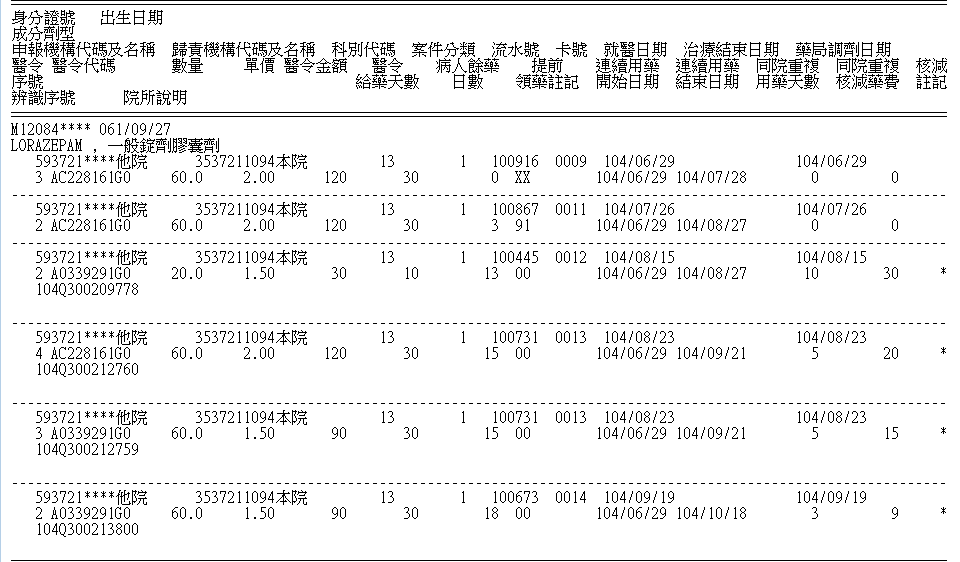 身分證號 出生日期
成分劑型
申報機構代碼及名稱 歸責機構代碼及名稱 科別代碼 案件分類 流水號 卡號 就醫日期 治療結束日期 藥局調劑日期
醫令 醫令代碼 數量 單價 醫令金額 醫令 病人餘藥 提前 連續用藥 連續用藥 同院重複 同院重複 核減
序號 給藥天數 日數 領藥註記 開始日期 結束日期 用藥天數 核減藥費 註記
辨識序號 院所說明
M12084**** 061/09/27
LORAZEPAM , 一般錠劑膠囊劑
593721****他院 3537211094本院 13 1 100916 0009 104/06/29 104/06/29
3 AC228161G0 60.0 2.00 120 30 0 XX 104/06/29 104/07/28 0 0
593721****他院 3537211094本院 13 1 100867 0011 104/07/26 104/07/26
2 AC228161G0 60.0 2.00 120 30 3 91 104/06/29 104/08/27 0 0
593721****他院 3537211094本院 13 1 100445 0012 104/08/15 104/08/15
2 A0339291G0 20.0 1.50 30 10 13 00 104/06/29 104/08/27 10 30 *
104Q300209778
593721****他院 3537211094本院 13 1 100731 0013 104/08/23 104/08/23
4 AC228161G0 60.0 2.00 120 30 15 00 104/06/29 104/09/21 5 20 *
104Q300212760
593721****他院 3537211094本院 13 1 100731 0013 104/08/23 104/08/23
3 A0339291G0 60.0 1.50 90 30 15 00 104/06/29 104/09/21 5 15 *
104Q300212759
593721****他院 3537211094本院 13 1 100673 0014 104/09/19 104/09/19
2 A0339291G0 60.0 1.50 90 30 18 00 104/06/29 104/10/18 3 9 *
104Q300213800